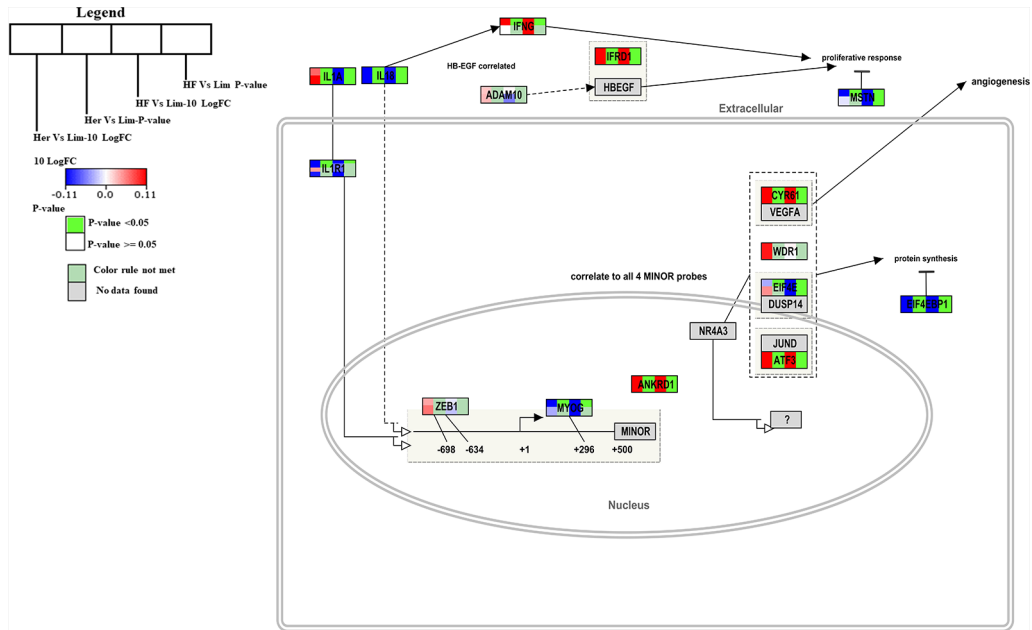 Legend
HF Vs Lim P-value
HF Vs Lim-10 LogFC
Her Vs Lim-P-value
Her Vs Lim-10 LogFC
10 LogFC
-0.11 0.0 0.11
P-value
P-value <0.05
P-value >= 0.05
Color rule not met
No data found
IFNG
IFRD1
HBEGF
HB-EGF correlated
ADAM10
IL1A
proliferative response
MSTN
angiogenesis
Extracellular
IL1R1
CYR61
VEGFA
WDR1
correlate to all 4 MINOR probes
EIF4E
DUSP14
protein synthesis
EIF4EBP1
NR4A3
JUND
ATF3
ANKRD1
ZEB1
MYOG
MINOR
?
-698 -634 +1 +296 +500
Nucleus